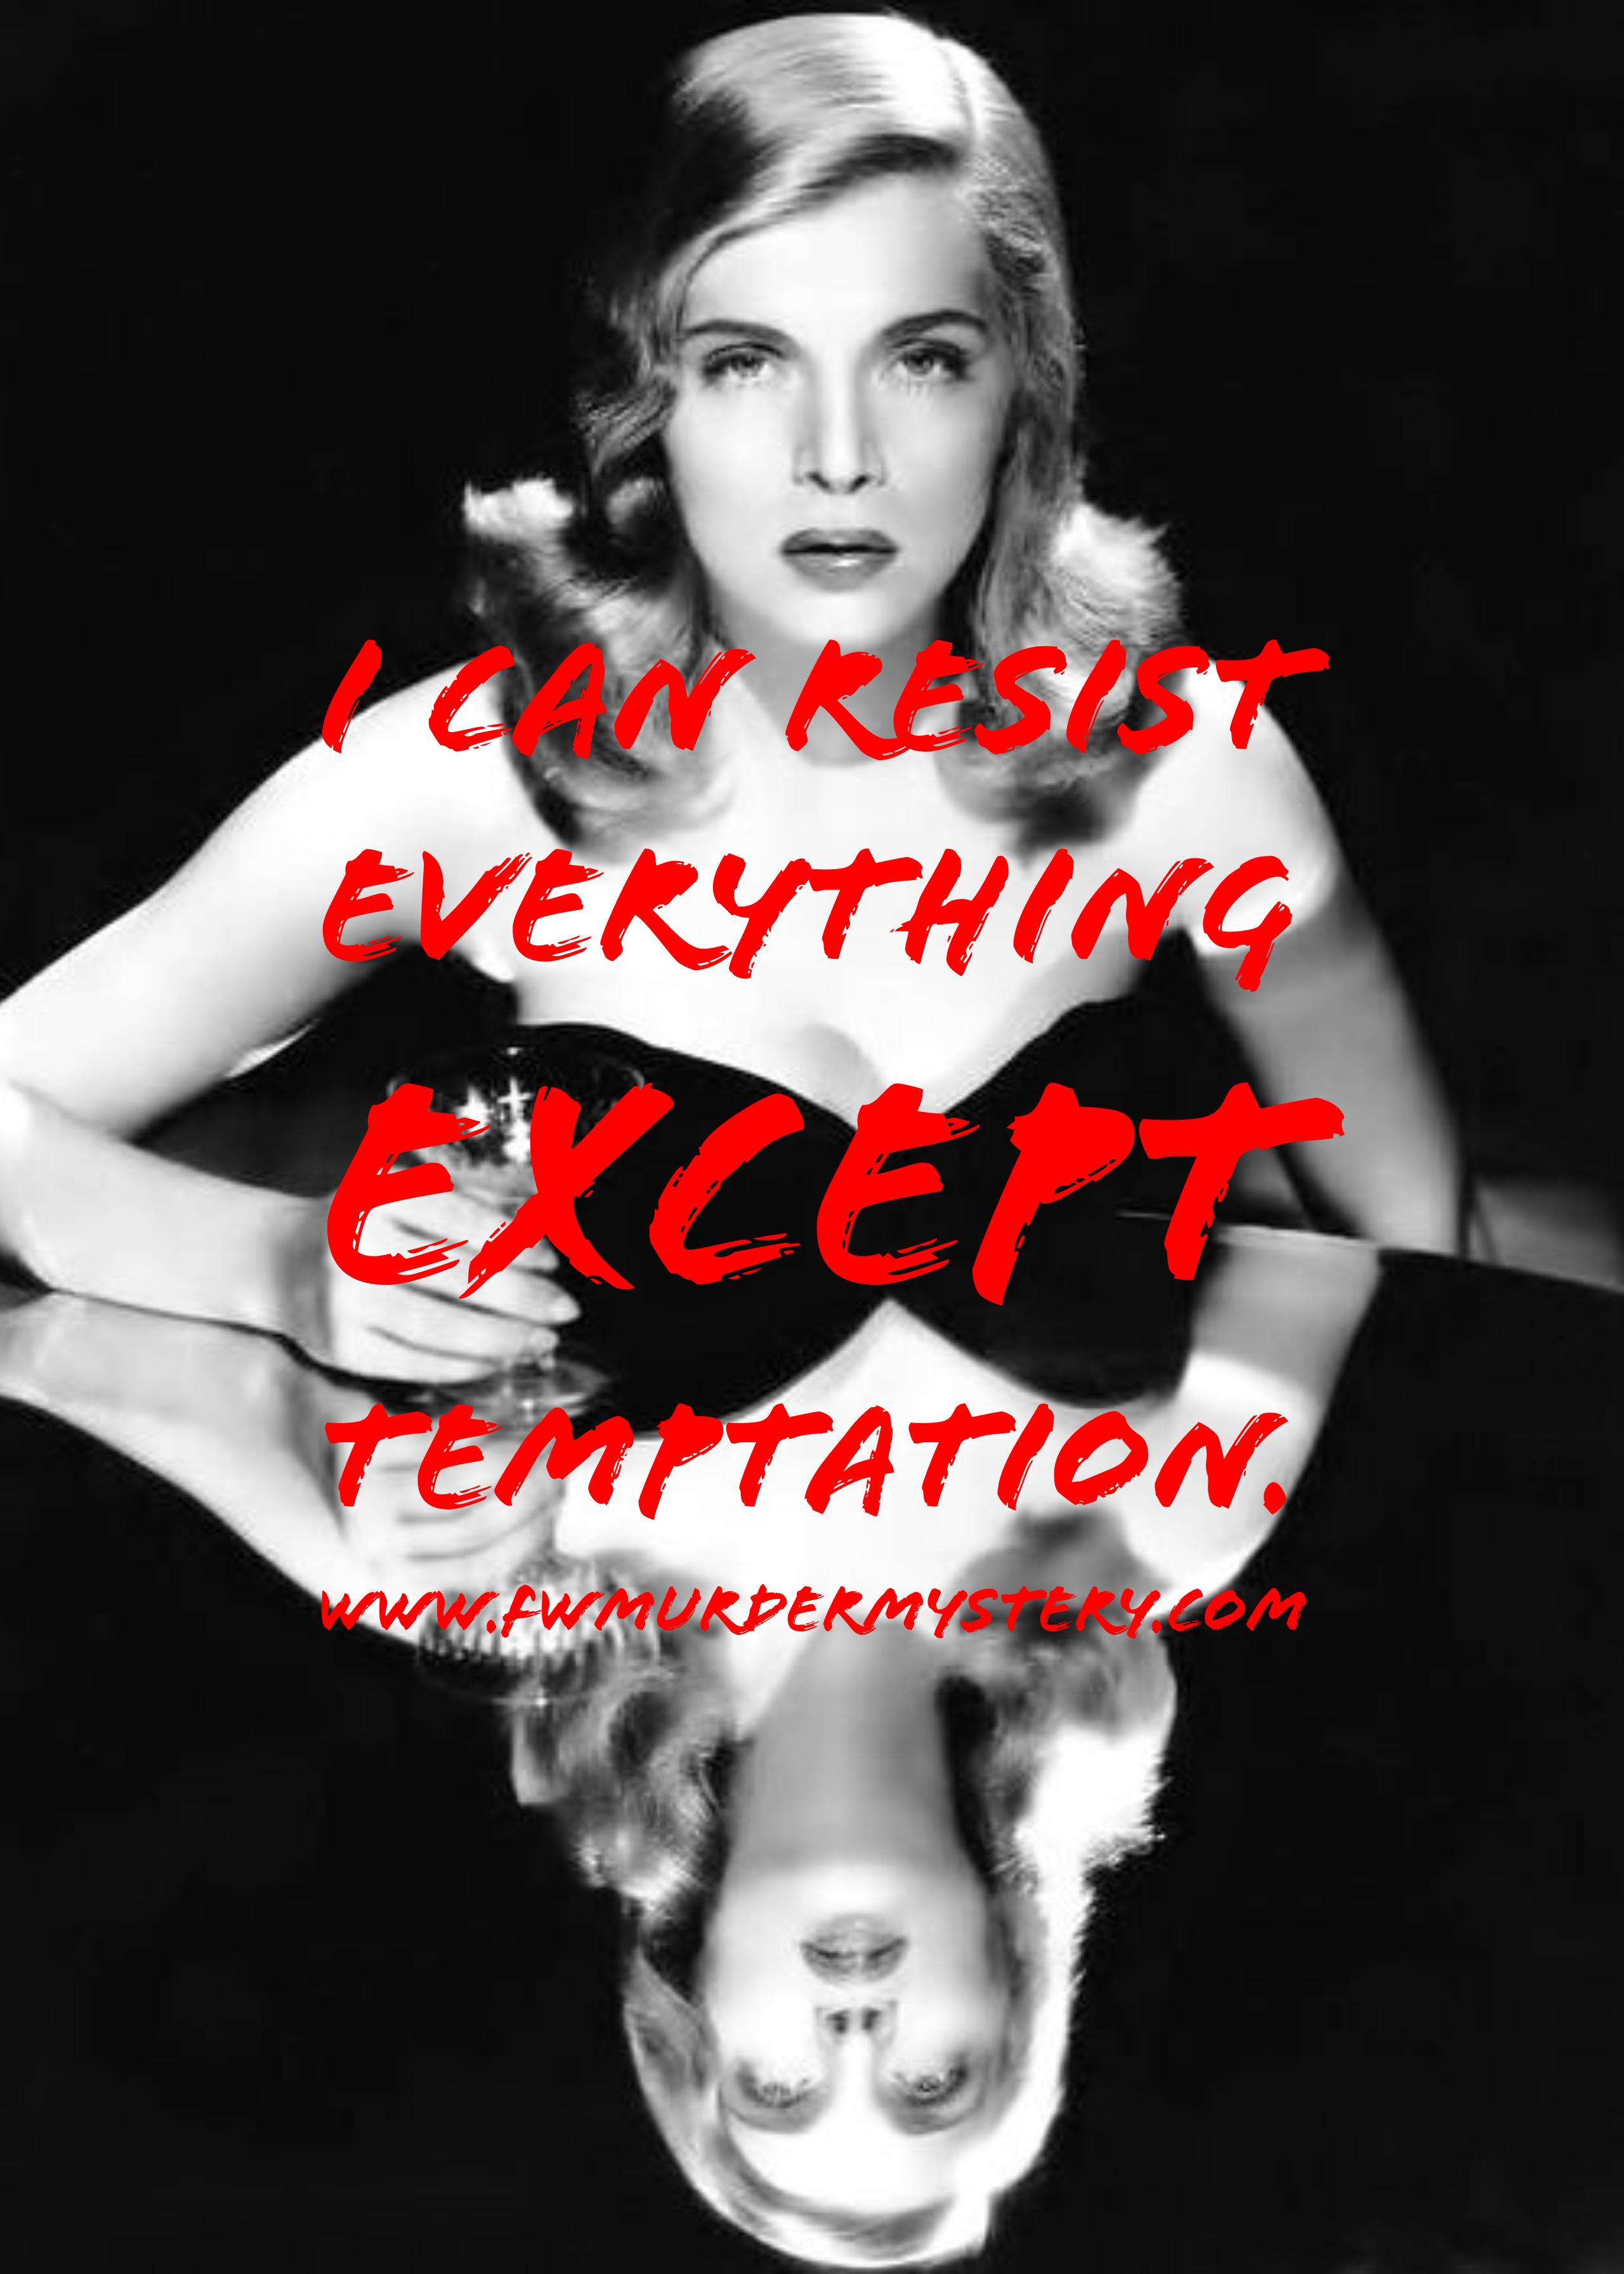 I CAN RESIST
EVERYTHING
EXCEPT
TEMPTATION.
WWW.FWMURDERMYSTERY.COM